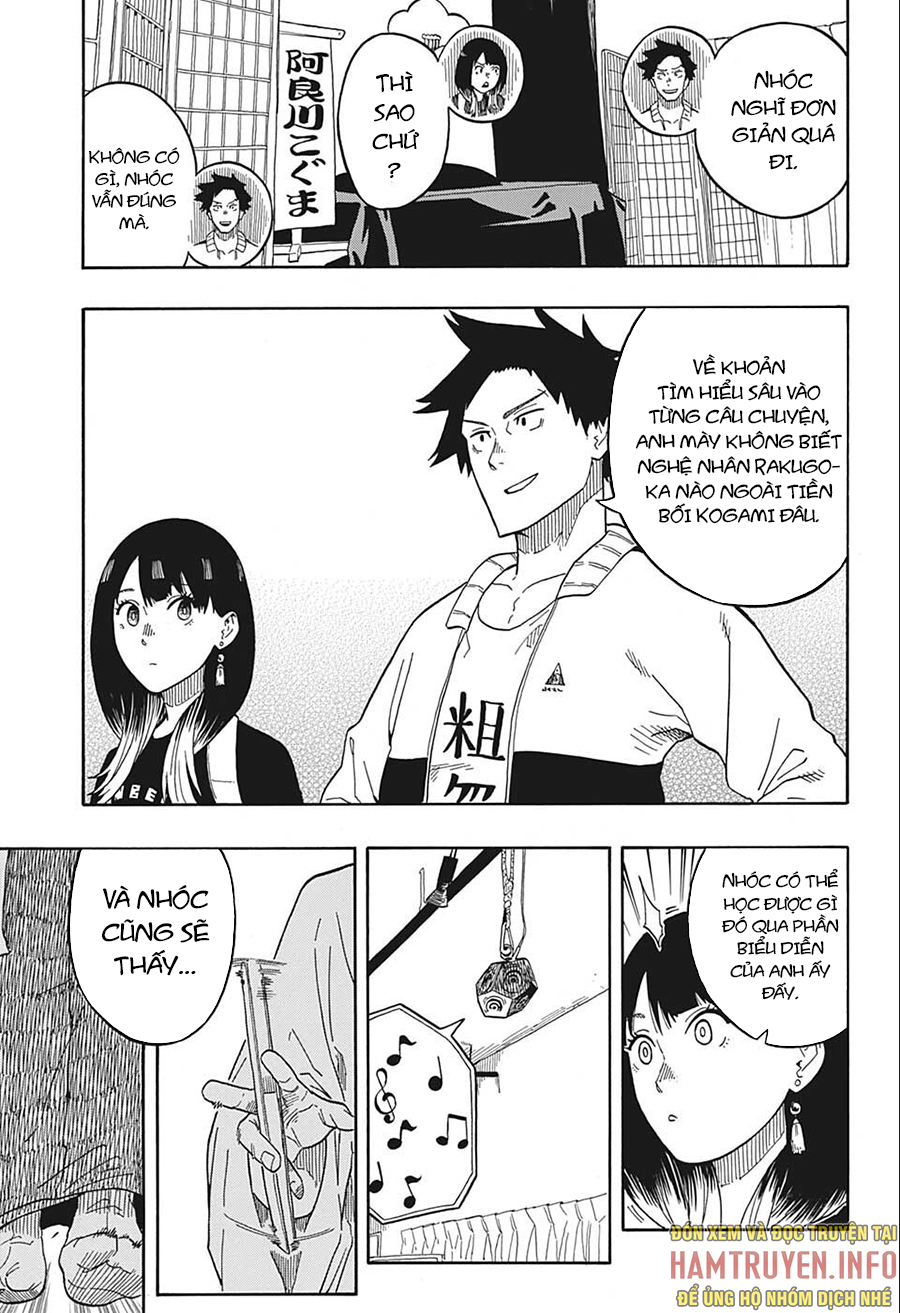 NHÓC
NGHĨ ĐƠN
GIẢN QUÁ
ĐI.
THÌ
SAO
CHỨ
?
阿良川こぐま
KHÔNG CÓ
GÌ, NHÓC
VẪN ĐÚNG
MÀ.
VỀ KHOẢN
TÌM HIỂU SÂU VÀO
TỪNG CÂU CHUYỆN,
ANH MÀY KHÔNG BIẾT
NGHỆ NHÂN RAKUGO-
KA NÀO NGOÀI TIỀN
BỐI KOGAMI ĐÂU.
粗
NHÓC CÓ THỂ
HỌC ĐƯỢC GÌ
ĐÓ QUA PHẦN
BIỂU DIỄN
CỦA ANH ẤY
ĐẤY.
VÀ NHÓC
CŨNG SẼ
THẤY...
ĐÓN XEM VÀ ĐỌC TRUYỆN TẠI
HAMTRUYEN.INFO
ĐỂ ỦNG HỘ NHÓM DỊCH NHÉ